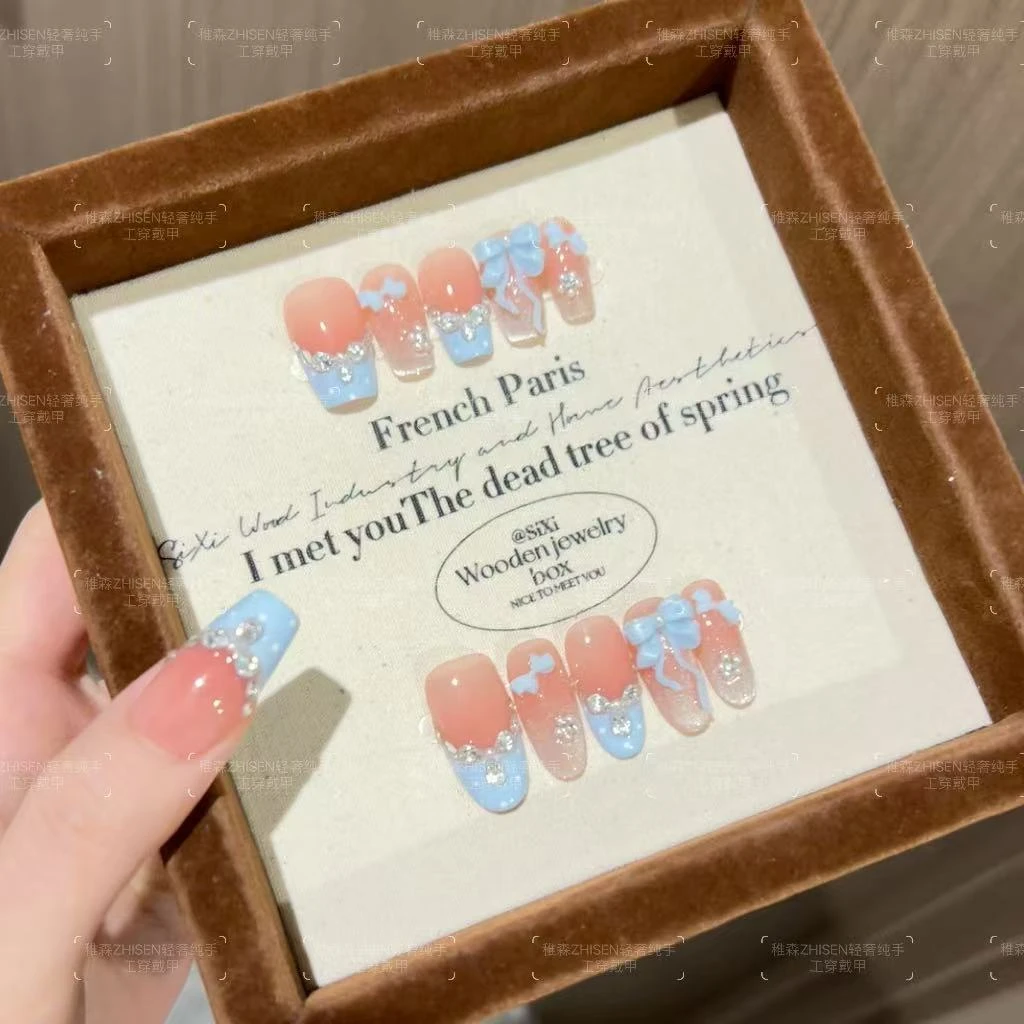 French Paris
SiXi Wood Industry and Home Aesthetics
I met youThe dead tree of spring
@SiXi
Wooden jewelry
box
NICE TO MEET YOU
稚森ZHISEN轻奢纯手
工穿戴甲